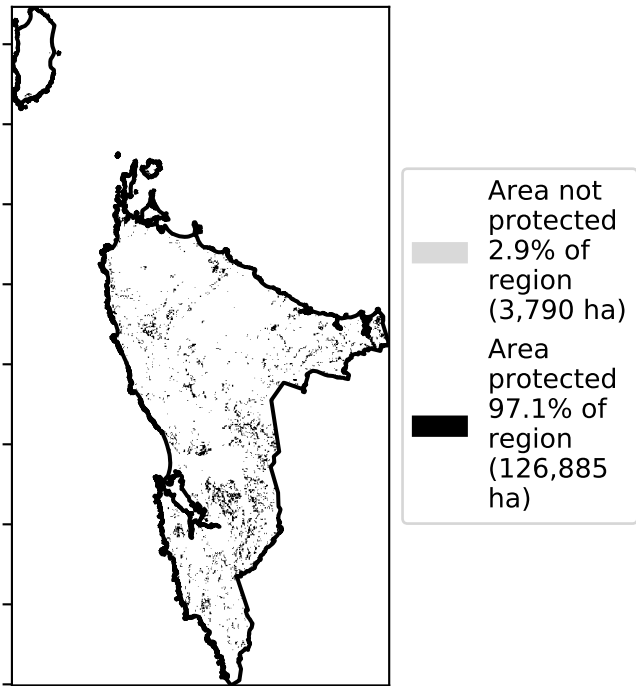 Area not
protected
2.9% of
region
(3,790 ha)
Area
protected
97.1% of
region
(126,885
ha)